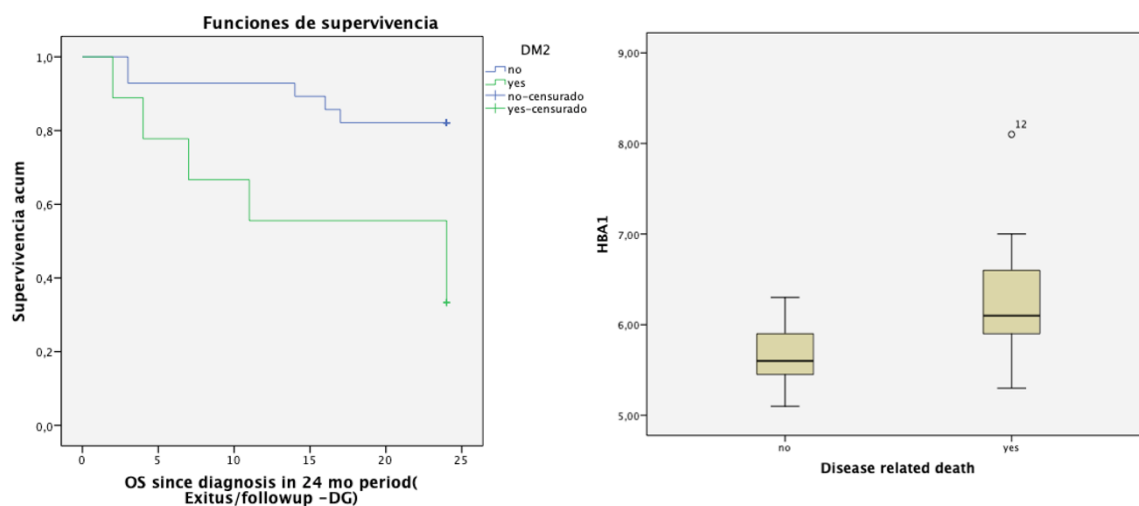 Funciones de supervivencia
DM2
no
yes
no-censurado
yes-censurado
Supervivencia acum
1,0
0,8
0,6
0,4
0,2
0,0
0
5
10
15
20
25
OS since diagnosis in 24 mo period(
Exitus/followup -DG)
HBA1
9,00
8,00
7,00
6,00
5,00
12
no
yes
Disease related death